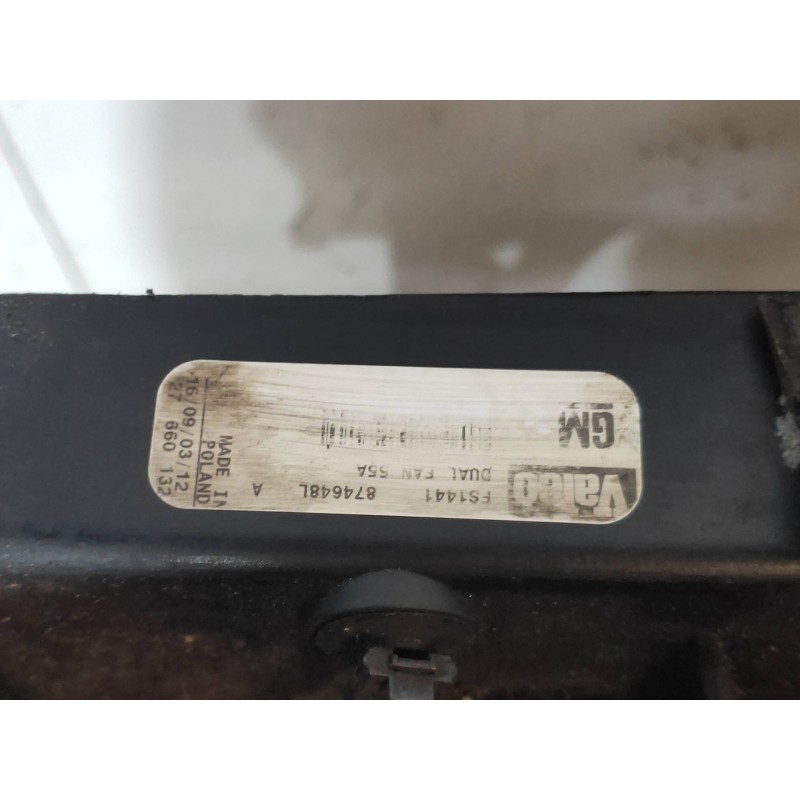 Valeo
GM
FS1441
DUAL FAN 55A
874648L
A
MADE IN
POLAND
16/09/03/12
27 660 132